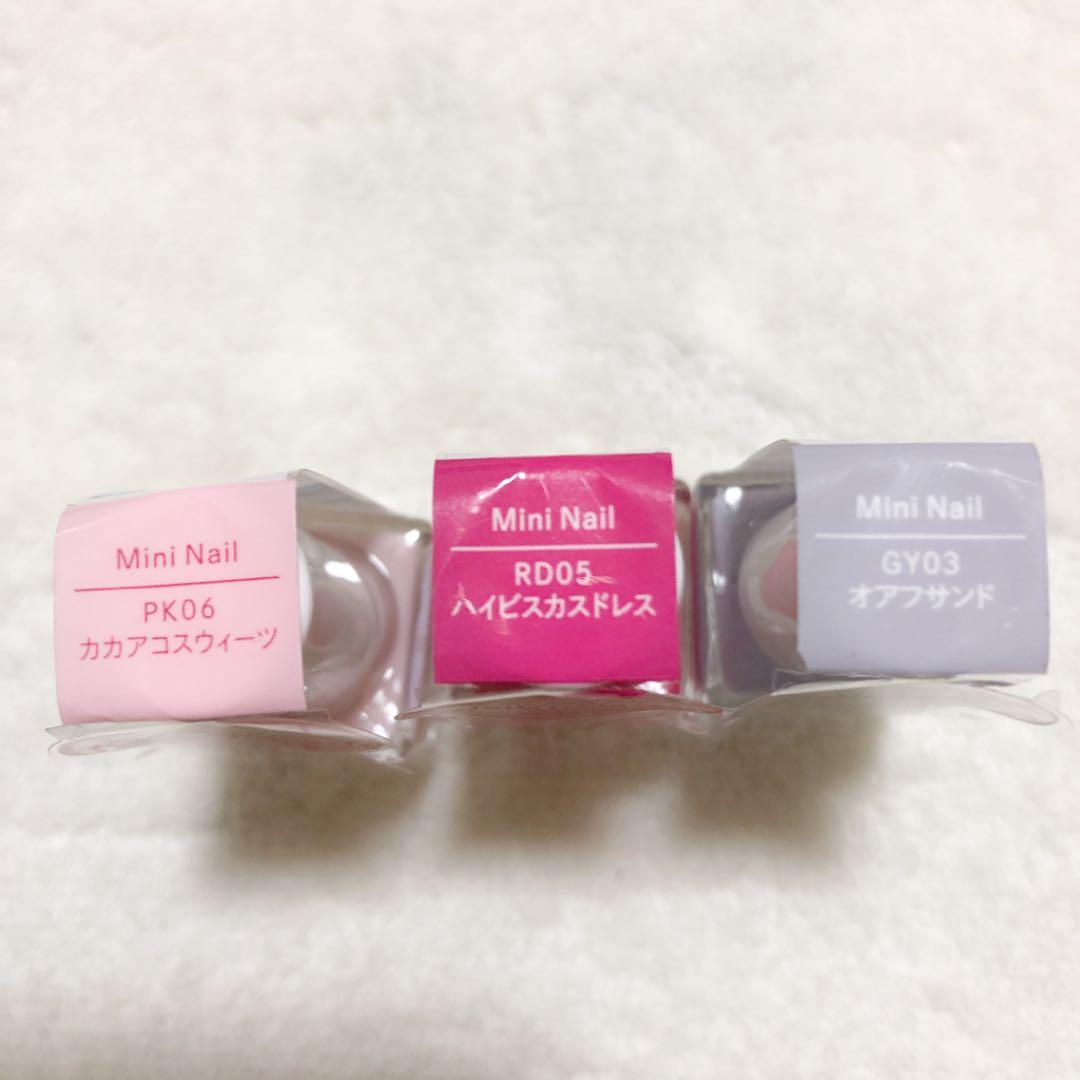 Mini Nail
PK06
カカアコスウィーツ
Mini Nail
RD05
ハイビスカスドレス
Mini Nail
GY03
オアフサンド